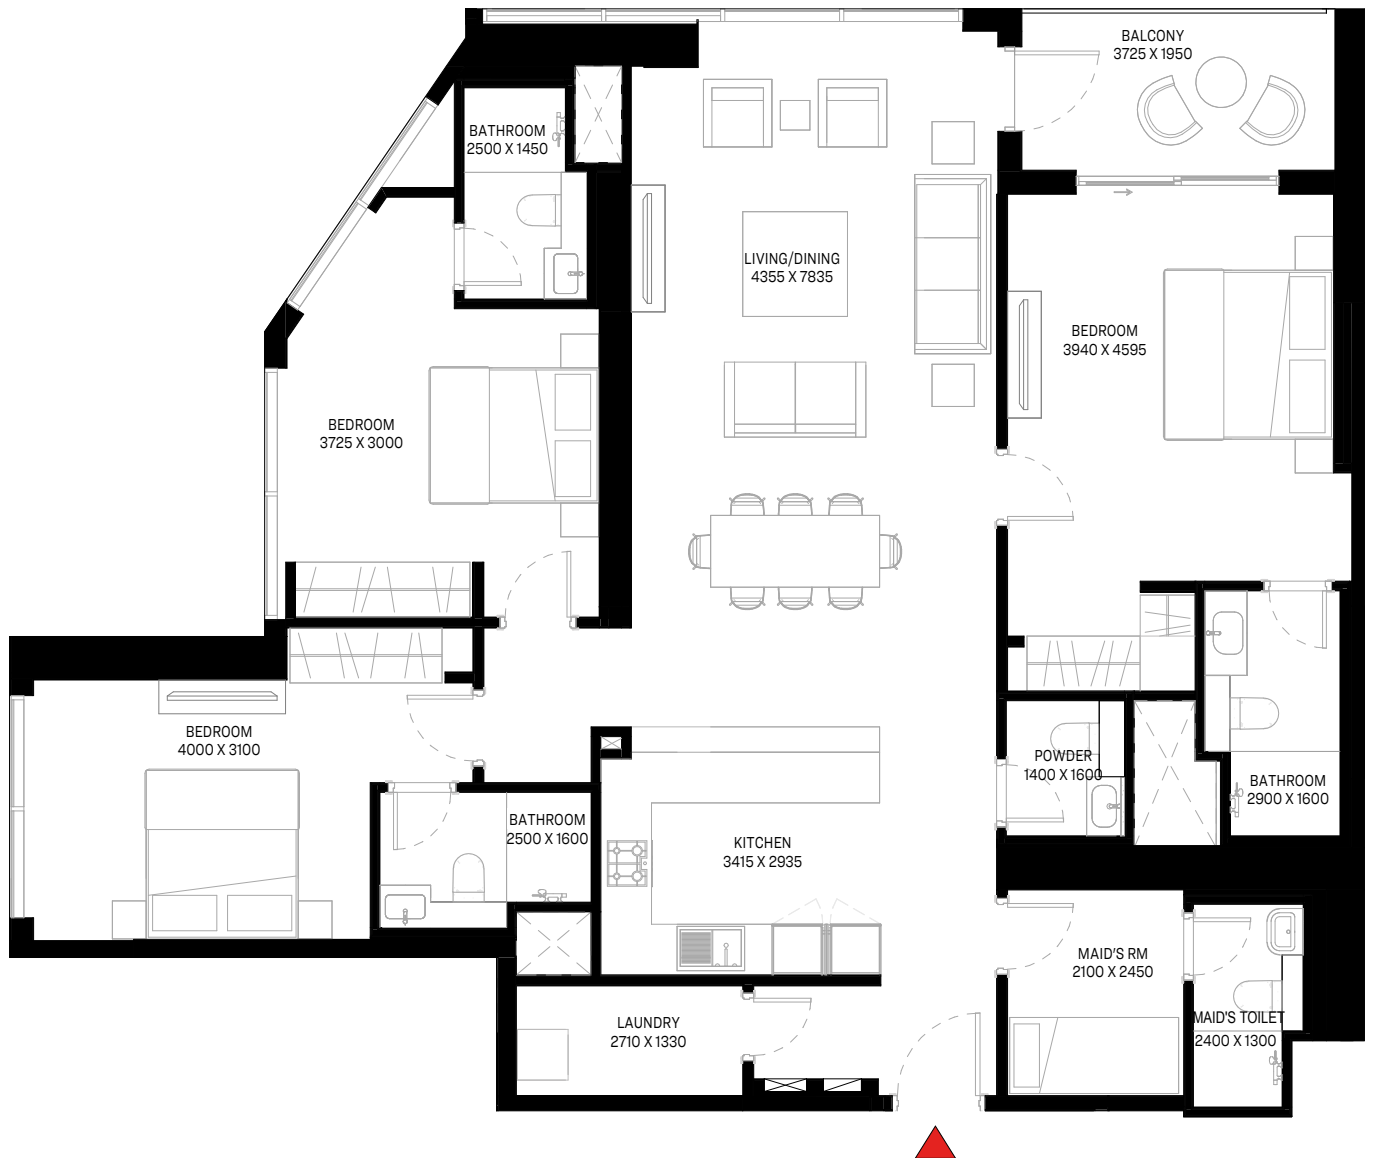 BALCONY
3725 X 1950
BATHROOM
2500 X 1450
LIVING/DINING
4355 X 7835
BEDROOM
3940 X 4595
BEDROOM
3725 X 3000
BEDROOM
4000 X 3100
POWDER
1400 X 1600
BATHROOM
2900 X 1600
BATHROOM
2500 X 1600
KITCHEN
3415 X 2935
MAID'S RM
2100 X 2450
LAUNDRY
2710 X 1330
MAID'S TOILET
2400 X 1300